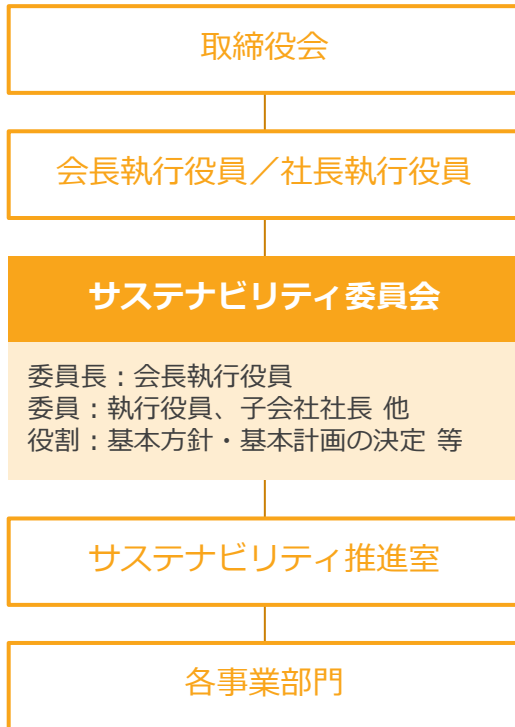 取締役会
会長執行役員／社長執行役員
サステナビリティ委員会
委員長：会長執行役員
委員：執行役員、子会社社長 他
役割：基本方針・基本計画の決定 等
サステナビリティ推進室
各事業部門